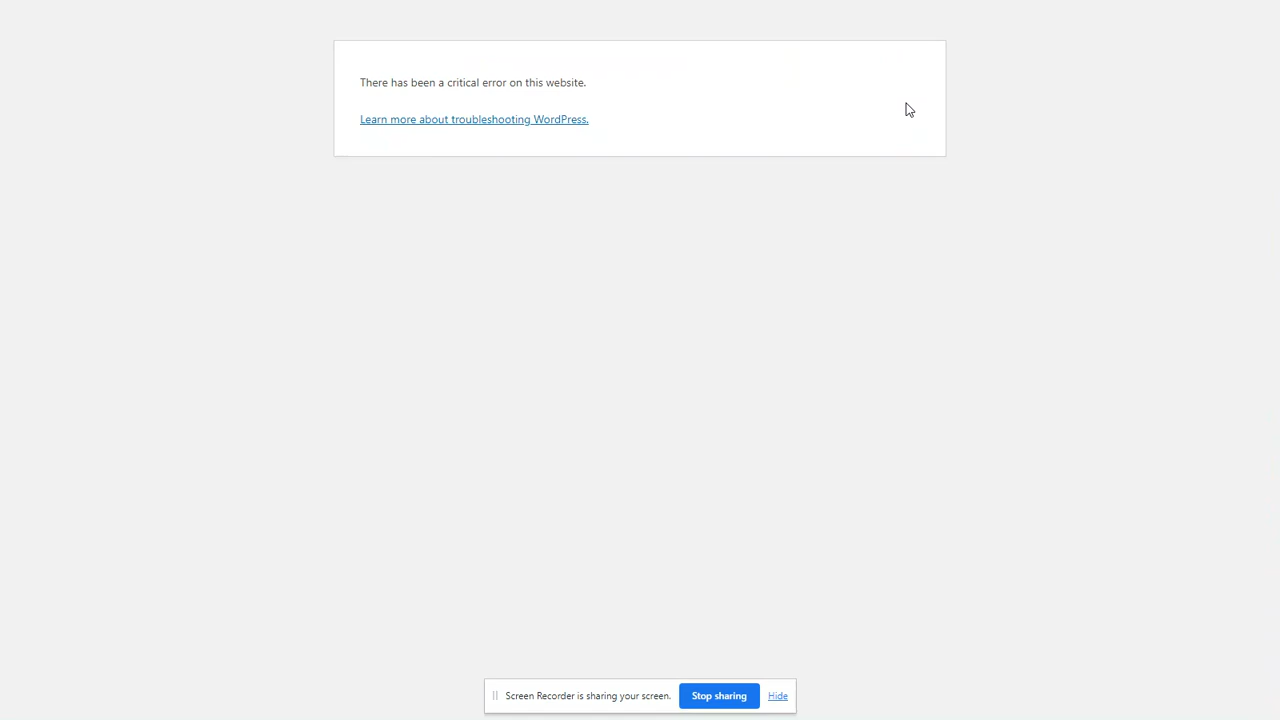 There has been a critical error on this website.
Learn more about troubleshooting WordPress.
Screen Recorder is sharing your screen. Stop sharing Hide